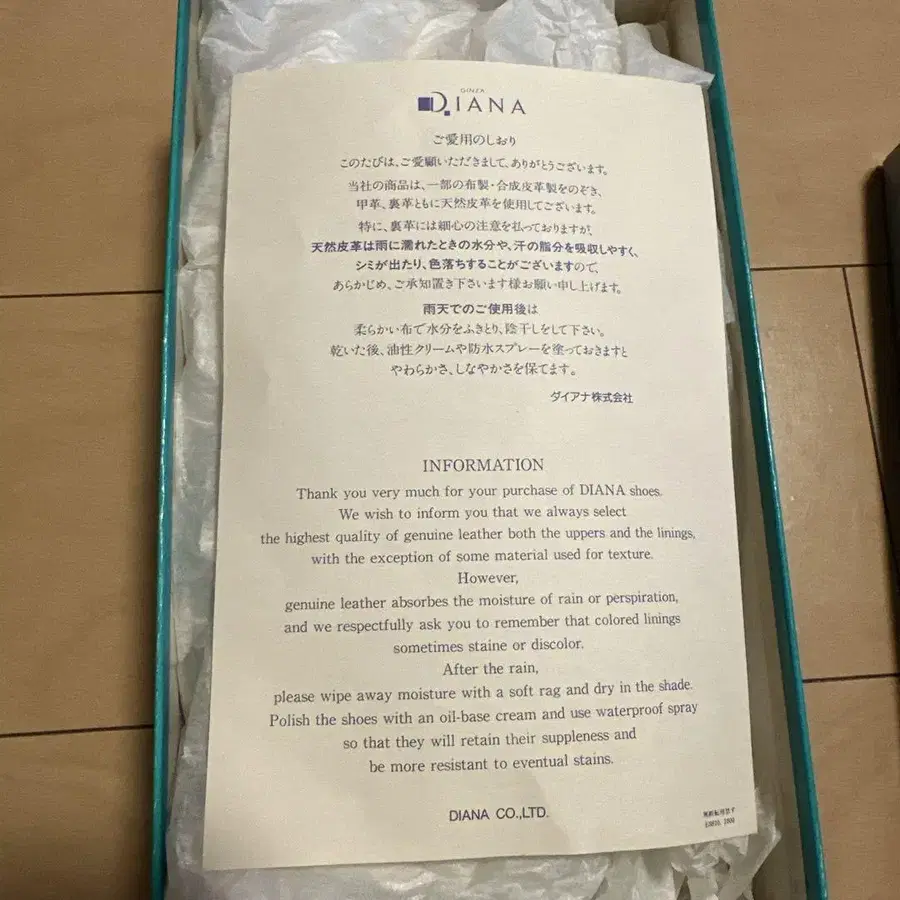 GINZA
DIANA
ご愛用のしおり
このたびは、ご愛顧いただきまして、ありがとうございます。
当社の商品は、一部の布製・合成皮革製をのぞき、
甲革、裏革ともに天然皮革を使用してございます。
特に、裏革には細心の注意を払っておりますが、
天然皮革は雨に濡れたときの水分や、汗の脂分を吸収しやすく、
シミが出たり、色落ちすることがございますので、
あらかじめ、ご承知置き下さいます様お願い申し上げます。
雨天でのご使用後は
柔らかい布で水分をふきとり、陰干しをして下さい。
乾いた後、油性クリームや防水スプレーを塗っておきますと
やわらかさ、しなやかさを保てます。
ダイアナ株式会社
INFORMATION
Thank you very much for your purchase of DIANA shoes.
We wish to inform you that we always select
the highest quality of genuine leather both the uppers and the linings,
with the exception of some material used for texture.
However,
genuine leather absorbes the moisture of rain or perspiration,
and we respectfully ask you to remember that colored linings
sometimes staine or discolor.
After the rain,
please wipe away moisture with a soft rag and dry in the shade.
Polish the shoes with an oil-base cream and use waterproof spray
so that they will retain their suppleness and
be more resistant to eventual stains.
DIANA CO.,LTD.
無断転用禁ず